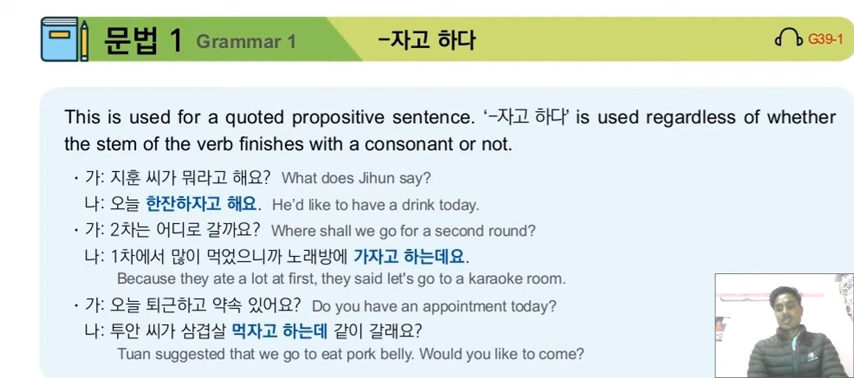 문법 1 Grammar 1 -자고 하다 G39-1
This is used for a quoted propositive sentence. ‘-자고 하다’ is used regardless of whether
the stem of the verb finishes with a consonant or not.
· 가: 지훈 씨가 뭐라고 해요? What does Jihun say?
나: 오늘 한잔하자고 해요. He’d like to have a drink today.
· 가: 2차는 어디로 갈까요? Where shall we go for a second round?
나: 1차에서 많이 먹었으니까 노래방에 가자고 하는데요.
Because they ate a lot at first, they said let's go to a karaoke room.
· 가: 오늘 퇴근하고 약속 있어요? Do you have an appointment today?
나: 투안 씨가 삼겹살 먹자고 하는데 같이 갈래요?
Tuan suggested that we go to eat pork belly. Would you like to come?